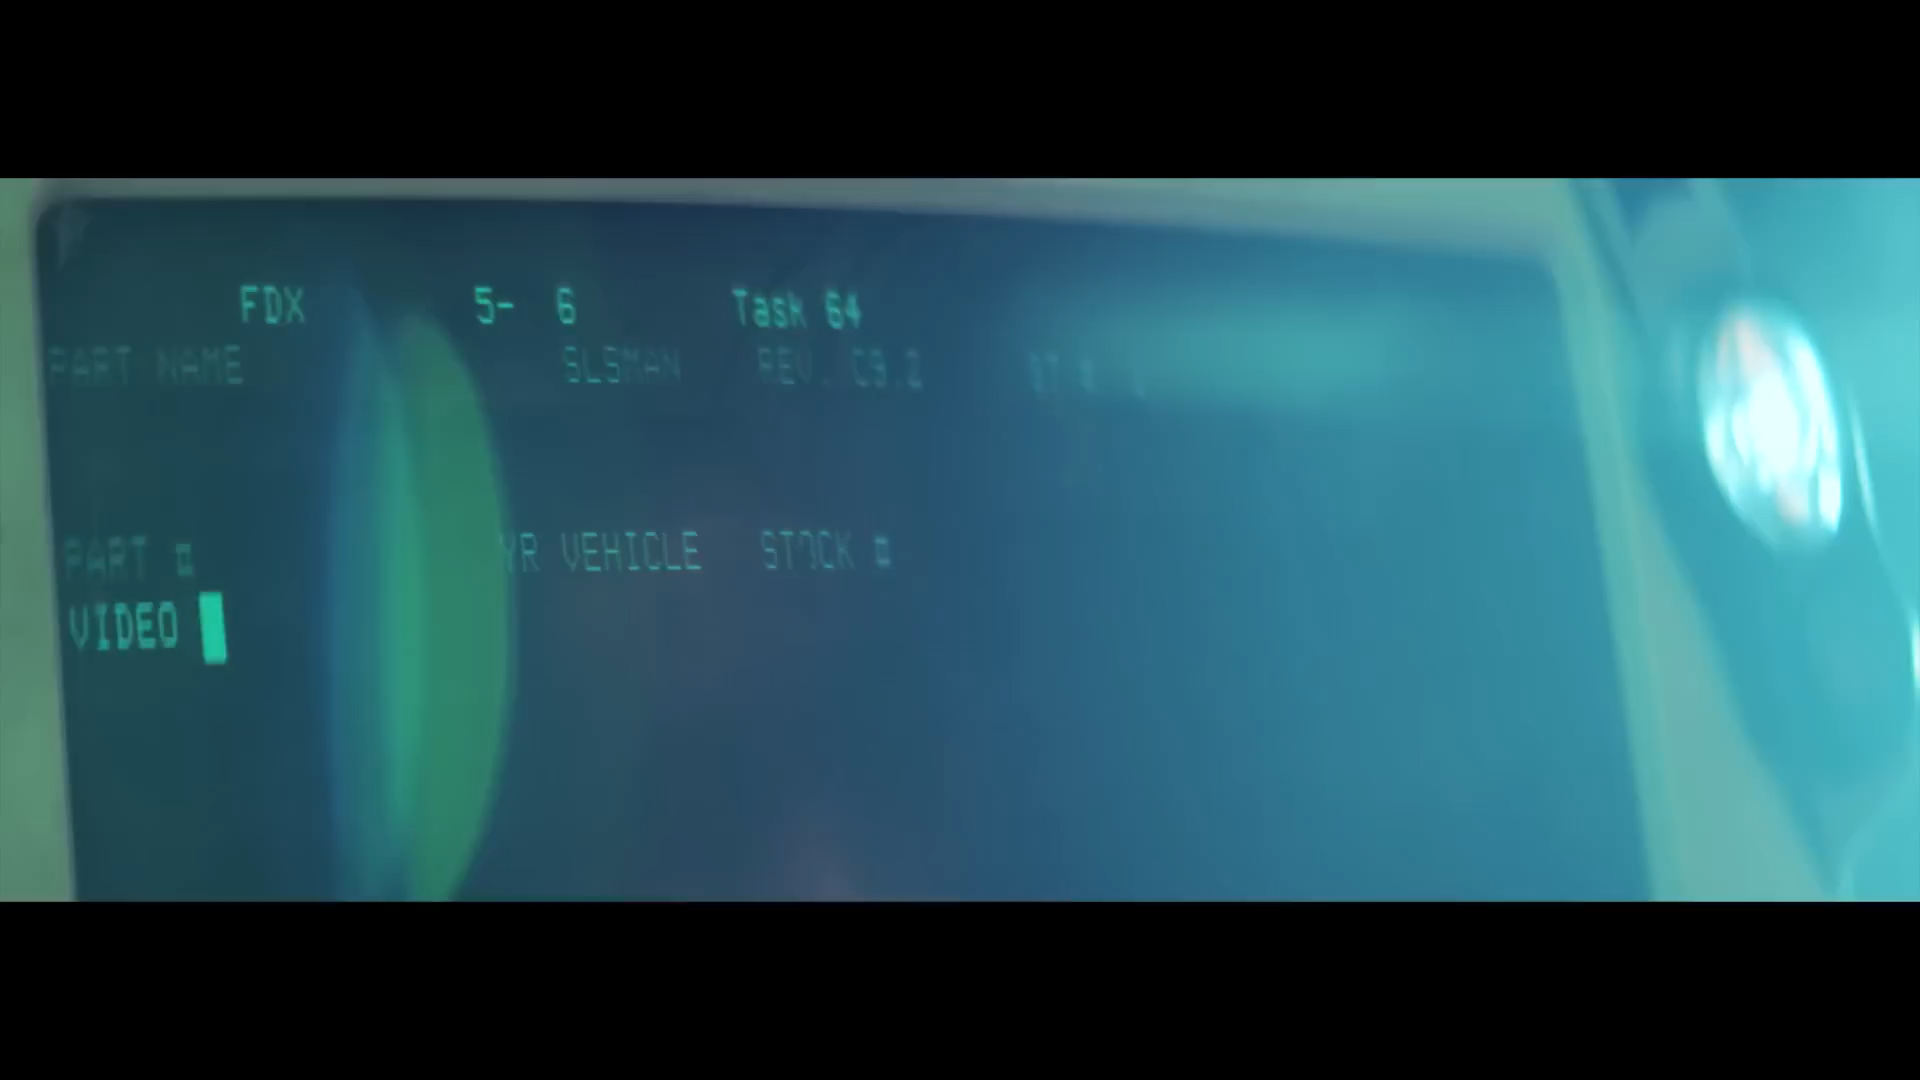 FDX 5- 6 Task 64
PART NAME SLSMAN REV. C9.2
PART ¤ YR VEHICLE STOCK ¤
VIDEO